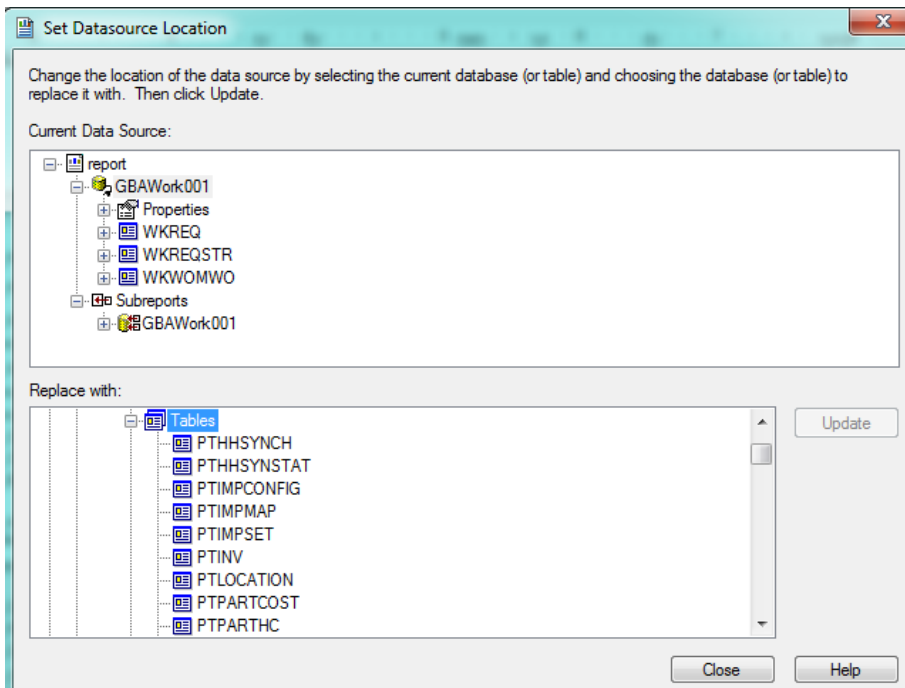 Set Datasource Location
Change the location of the data source by selecting the current database (or table) and choosing the database (or table) to
replace it with. Then click Update.
Current Data Source:
report
GBAWork001
Properties
WKREQ
WKREQSTR
WKWOMWO
Subreports
GBAWork001
Replace with:
Tables
Update
PTHHSYNCH
PTHHSYNSTAT
PTIMPCONFIG
PTIMPMAP
PTIMPSET
PTINV
PTLOCATION
PTPARTCOST
PTPARTHC
Close
Help